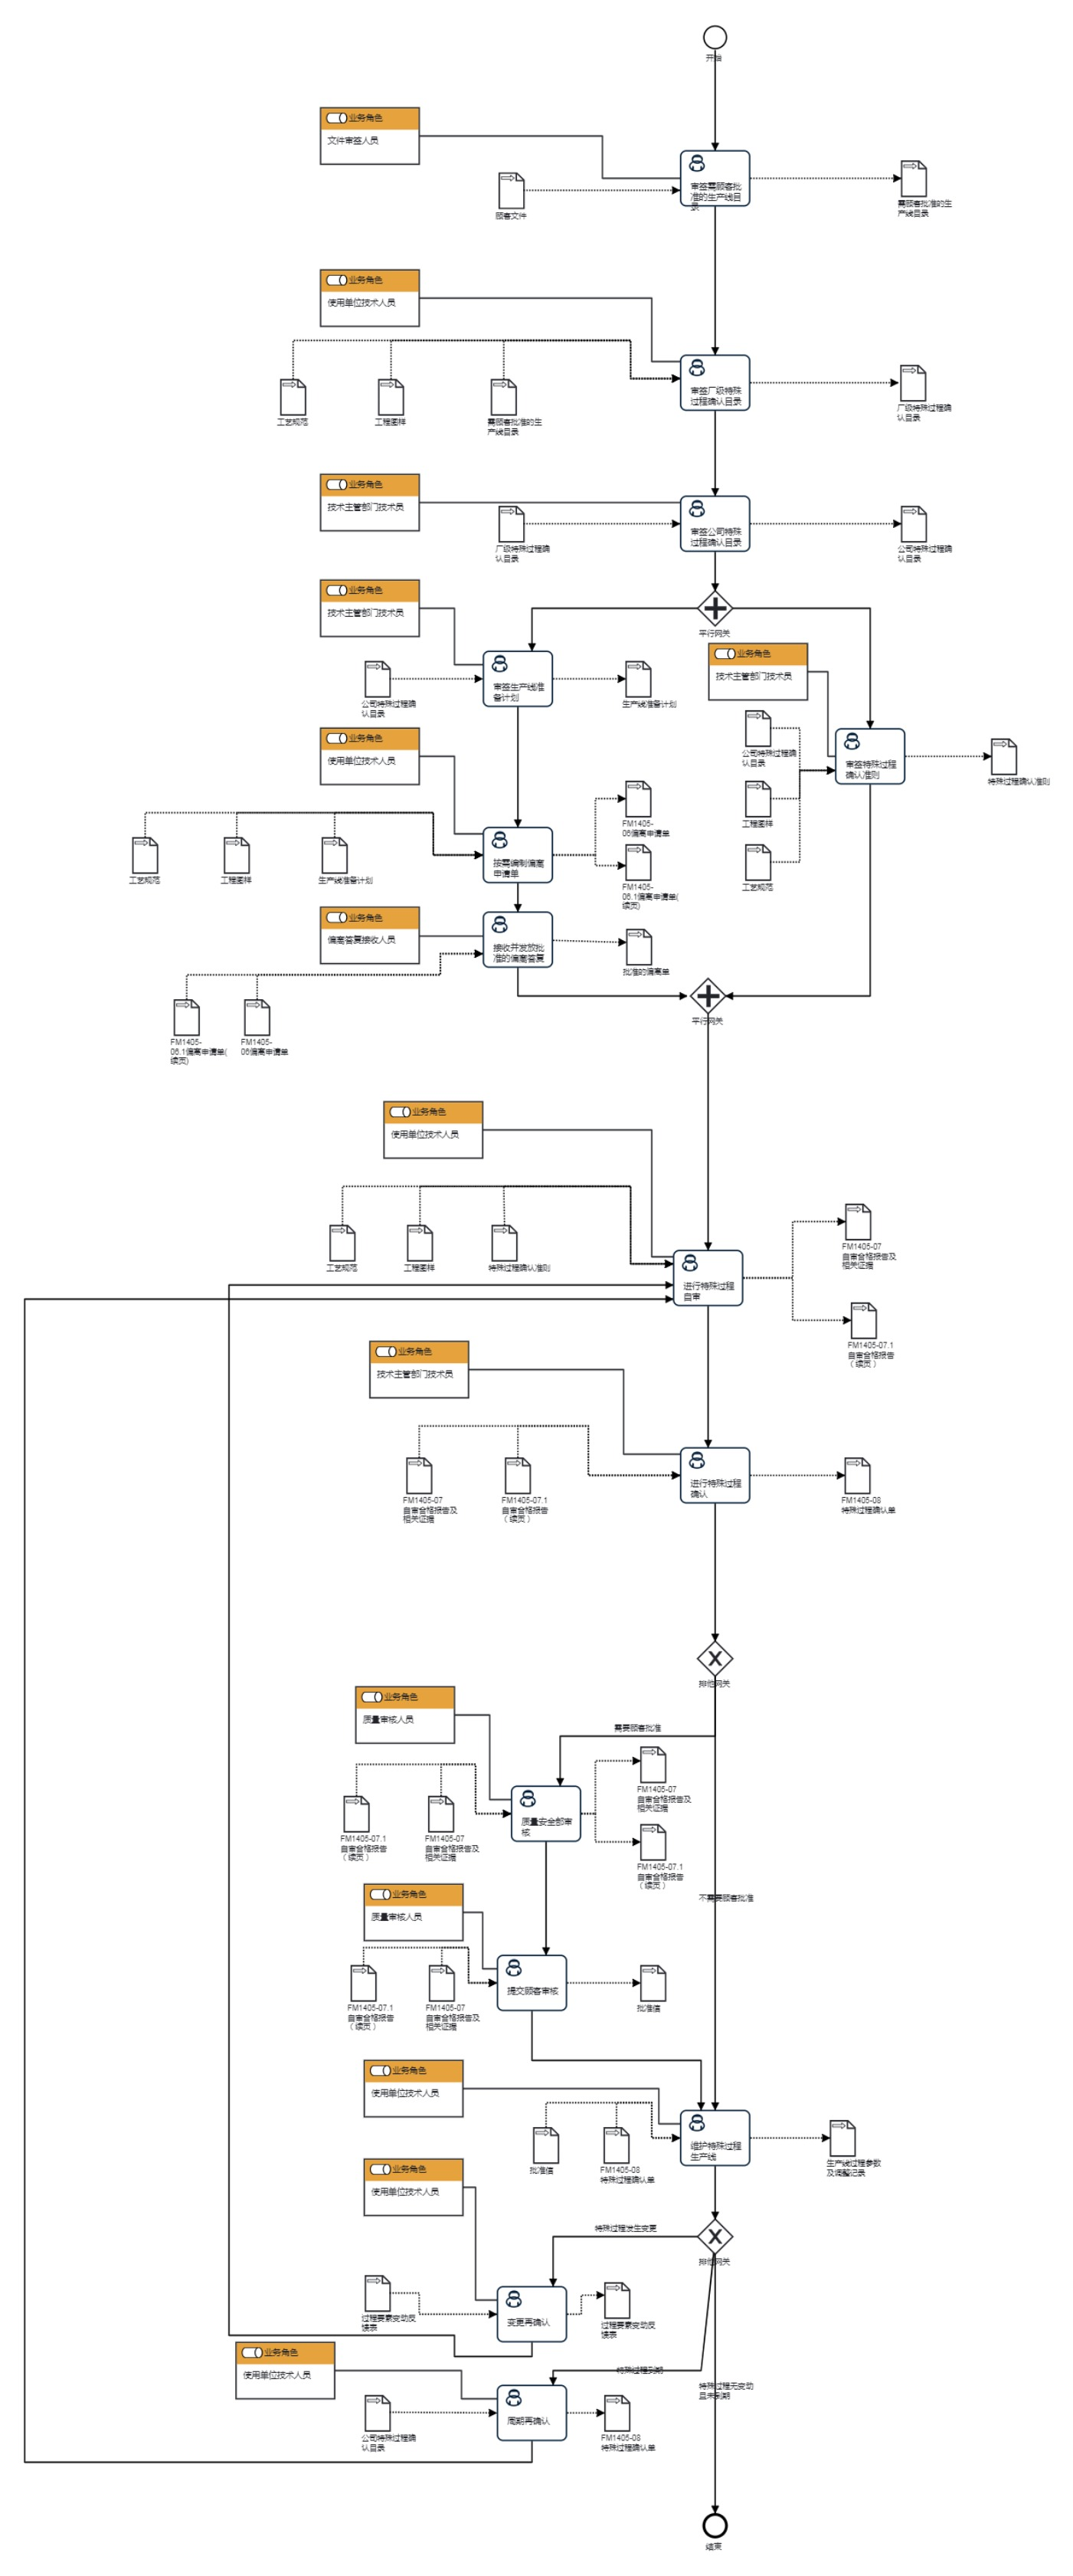 开始
业务角色
文件审签人员
审签需顾客批
准的生产线目
录
顾客文件
需顾客批准的生
产线目录
业务角色
使用单位技术人员
审签厂级特殊
过程确认目录
工艺规范
工程图样
需顾客批准的生
产线目录
厂级特殊过程确
认目录
业务角色
技术主管部门技术员
审签公司特殊
过程确认目录
厂级特殊过程确
认目录
公司特殊过程确
认目录
平行网关
业务角色
技术主管部门技术员
审签生产线准
备计划
公司特殊过程确
认目录
生产线准备计划
业务角色
技术主管部门技术员
审签特殊过程
确认准则
公司特殊过程确
认目录
工程图样
工艺规范
特殊过程确认准则
业务角色
使用单位技术人员
按需编制偏离
申请单
工艺规范
工程图样
生产线准备计划
FM1405-
06偏离申请单
FM1405-
06.1偏离申请单(
续页)
业务角色
偏离答复接收人员
接收并发放批
准的偏离答复
批准的偏离单
FM1405-
06.1偏离申请单(
续页)
FM1405-
06偏离申请单
平行网关
业务角色
使用单位技术人员
工艺规范
工程图样
特殊过程确认准则
进行特殊过程
自审
FM1405-07
自审合格报告及
相关证据
FM1405-07.1
自审合格报告
（续页）
业务角色
技术主管部门技术员
进行特殊过程
确认
FM1405-07
自审合格报告及
相关证据
FM1405-07.1
自审合格报告
（续页）
FM1405-08
特殊过程确认单
排他网关
需要顾客批准
业务角色
质量审核人员
质量安全部审
核
FM1405-07.1
自审合格报告
（续页）
FM1405-07
自审合格报告及
相关证据
FM1405-07
自审合格报告及
相关证据
FM1405-07.1
自审合格报告
（续页）
不需要顾客批准
业务角色
质量审核人员
提交顾客审核
FM1405-07.1
自审合格报告
（续页）
FM1405-07
自审合格报告及
相关证据
批准信
业务角色
使用单位技术人员
维护特殊过程
生产线
批准信
FM1405-08
特殊过程确认单
生产线过程参数
及调整记录
业务角色
使用单位技术人员
特殊过程发生变更
排他网关
变更再确认
过程要素变动反
馈表
过程要素变动反
馈表
业务角色
使用单位技术人员
特殊过程到期
特殊过程无变动
且未到期
周期再确认
公司特殊过程确
认目录
FM1405-08
特殊过程确认单
结束